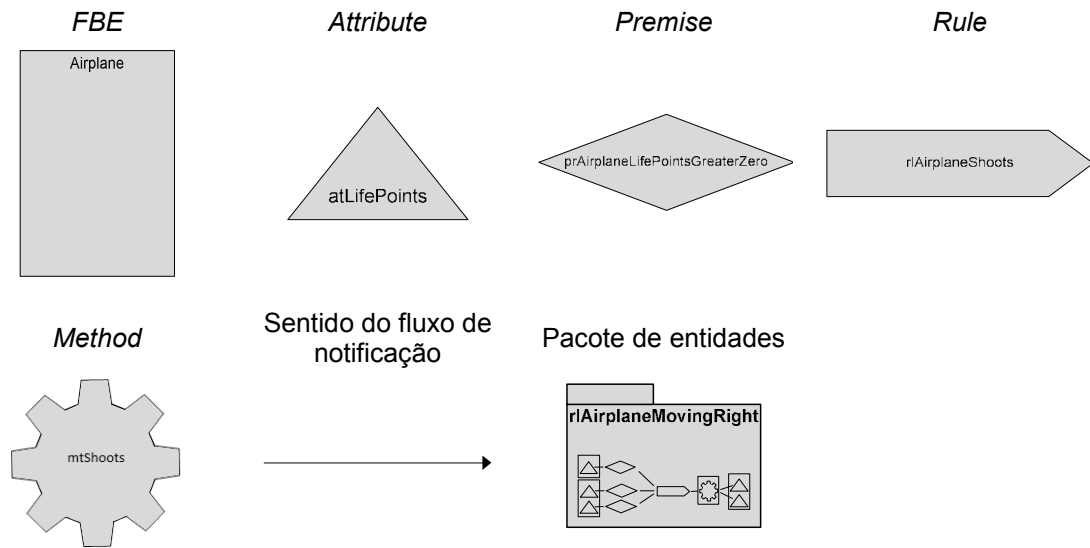 FBE
Attribute
Premise
Rule
Airplane
atLifePoints
prAirplaneLifePointsGreaterZero
rlAirplaneShoots
Method
Sentido do fluxo de
notificação
Pacote de entidades
mtShoots
rlAirplaneMovingRight